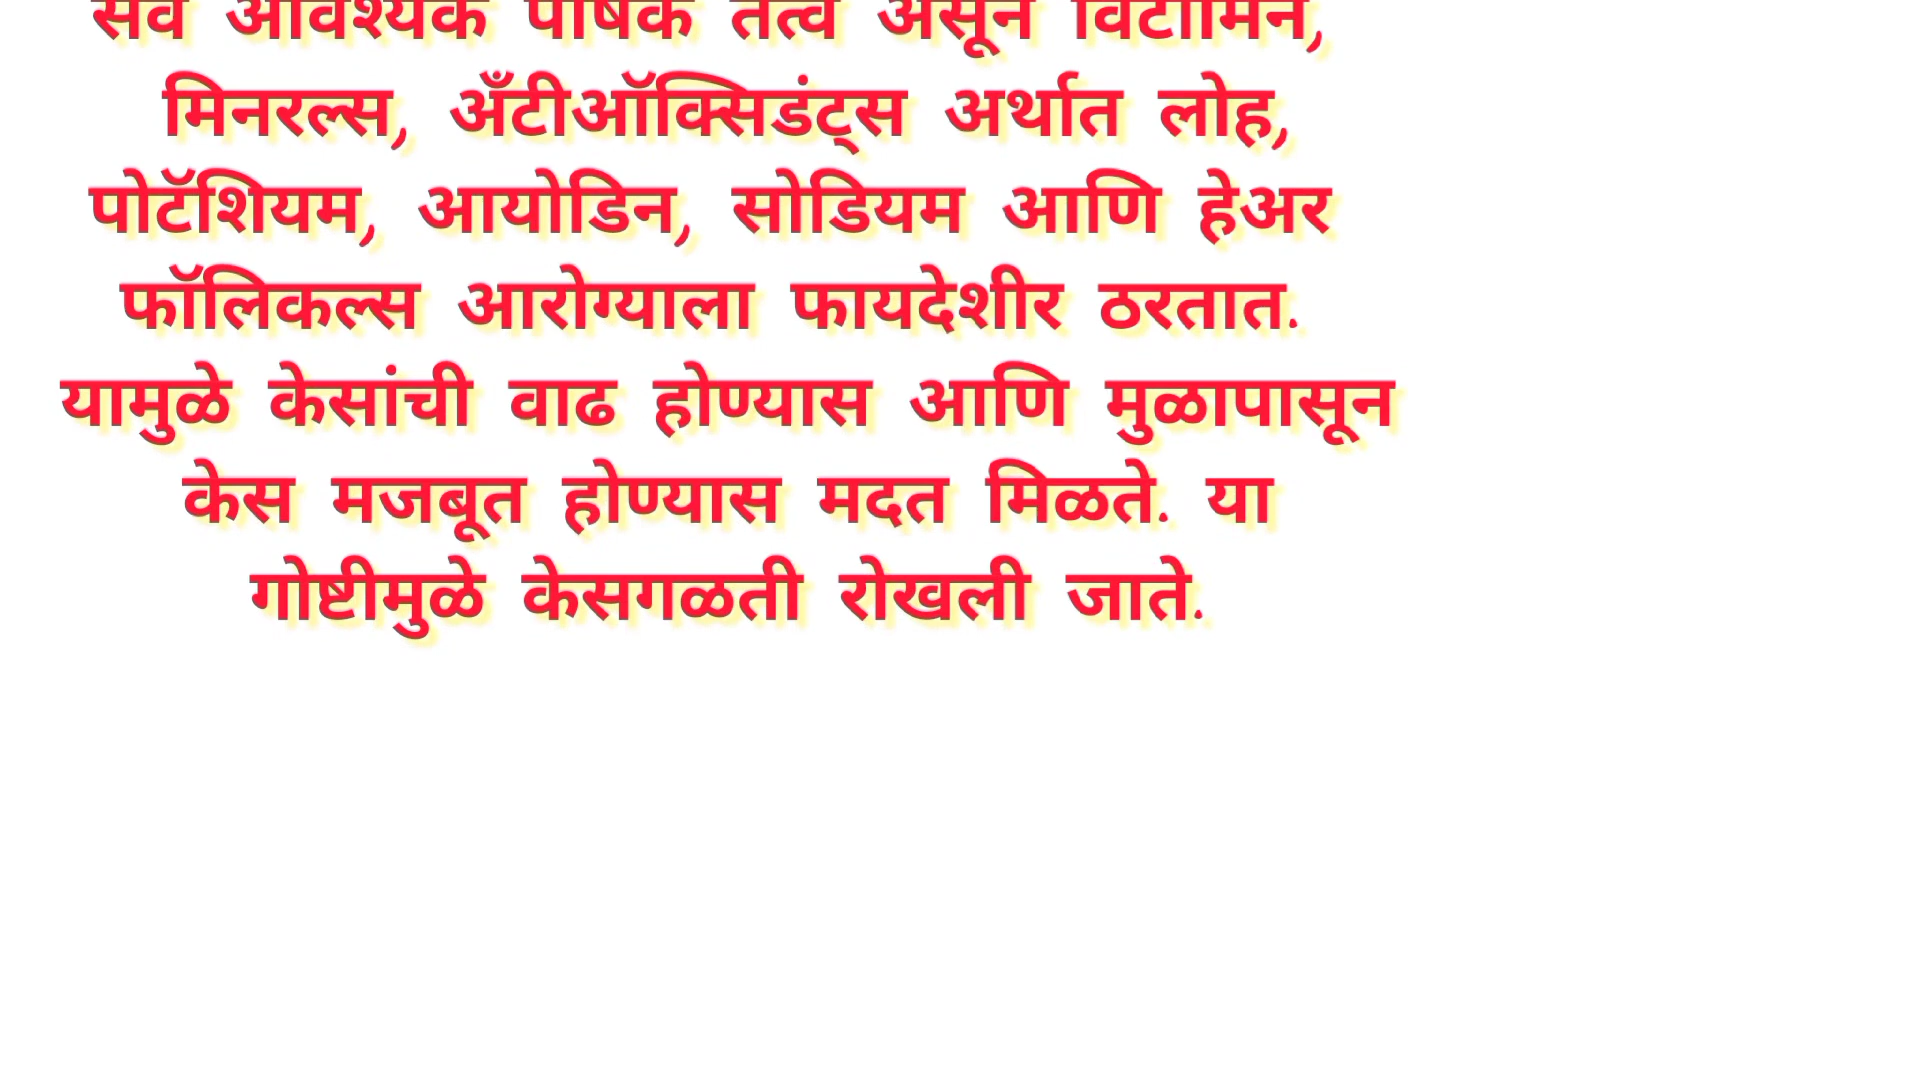 सर्व आवश्यक पोषक तत्व असून विटामिन,
मिनरल्स, अँटीऑक्सिडंट्स अर्थात लोह,
पोटॅशियम, आयोडिन, सोडियम आणि हेअर
फॉलिकल्स आरोग्याला फायदेशीर ठरतात.
यामुळे केसांची वाढ होण्यास आणि मुळापासून
केस मजबूत होण्यास मदत मिळते. या
गोष्टीमुळे केसगळती रोखली जाते.